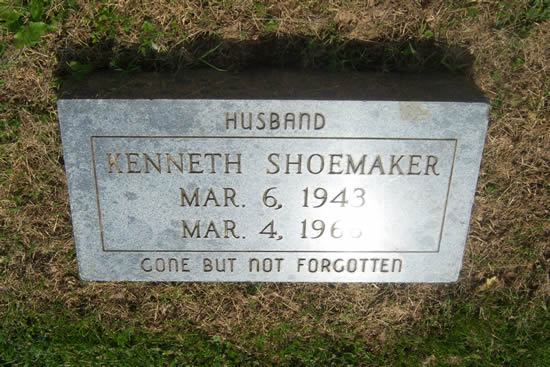 HUSBAND
KENNETH SHOEMAKER
MAR. 6, 1943
MAR. 4,
GONE BUT NOT FORGOTTEN